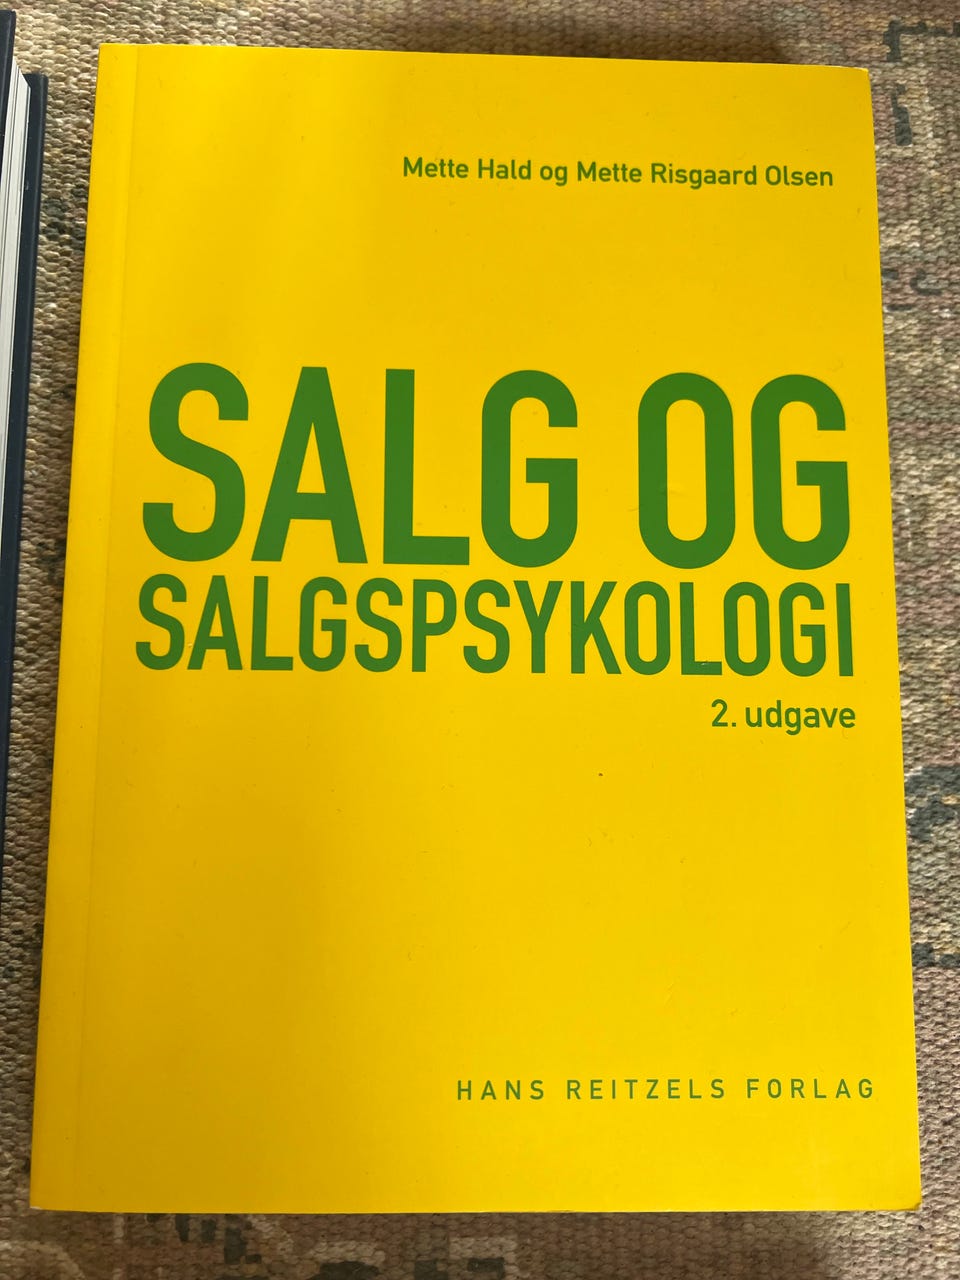 Mette Hald og Mette Risgaard Olsen
SALG OG
SALGSPSYKOLOGI
2. udgave
HANS REITZELS FORLAG